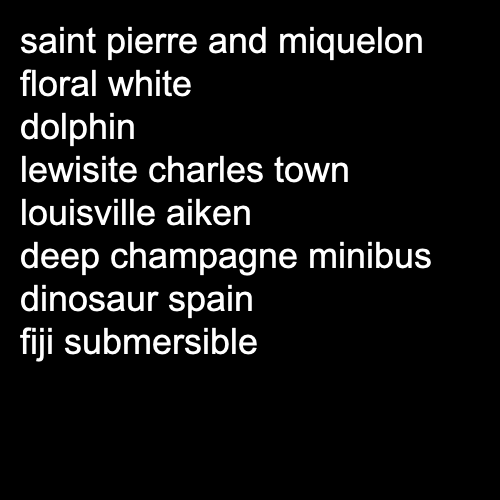 saint pierre and miquelon
floral white
dolphin
lewisite charles town
louisville aiken
deep champagne minibus
dinosaur spain
fiji submersible